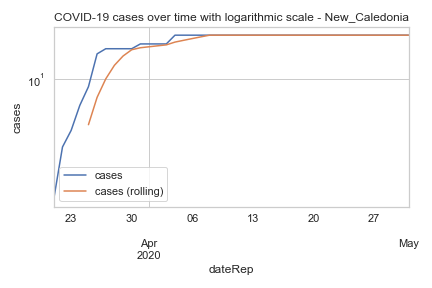 COVID-19 cases over time with logarithmic scale - New_Caledonia
10¹
cases
cases
cases (rolling)
23
30
06
13
20
27
Apr
2020
May
dateRep